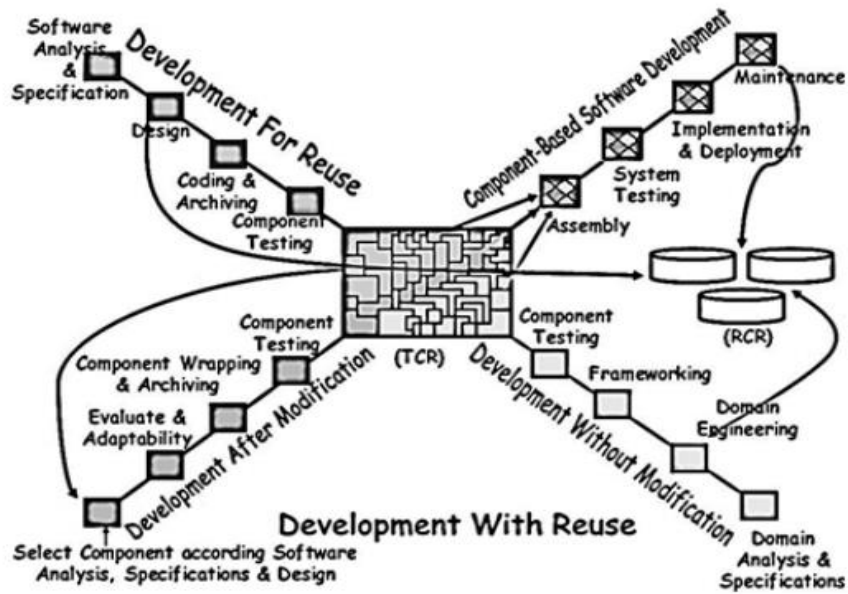 Software
Analysis
&
Specification
Development For Reuse
Design
Coding &
Archiving
Component
Testing
Component-Based Software Development
Maintenance
Implementation
& Deployment
System
Testing
Assembly
(RCR)
(TCR)
Component
Testing
Component Wrapping
& Archiving
Evaluate &
Adaptability
Development After Modification
Select Component according Software
Analysis, Specifications & Design
Component
Testing
Frameworking
Domain
Engineering
Development Without Modification
Domain
Analysis &
Specifications
Development With Reuse